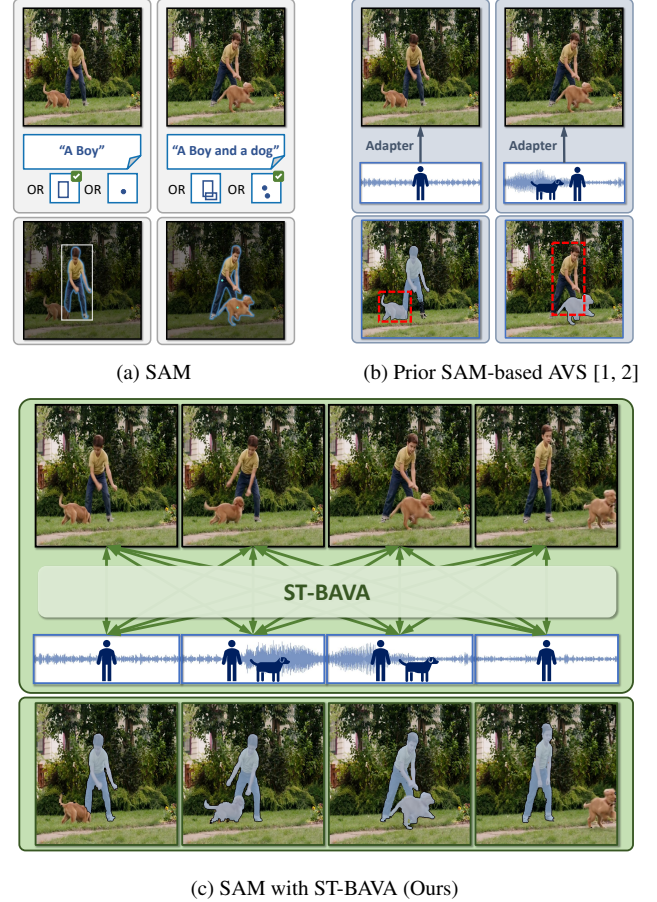 “A Boy”
“A Boy and a dog”
OR
OR
OR
OR
Adapter
Adapter
(a) SAM
(b) Prior SAM-based AVS [1, 2]
ST-BAVA
(c) SAM with ST-BAVA (Ours)